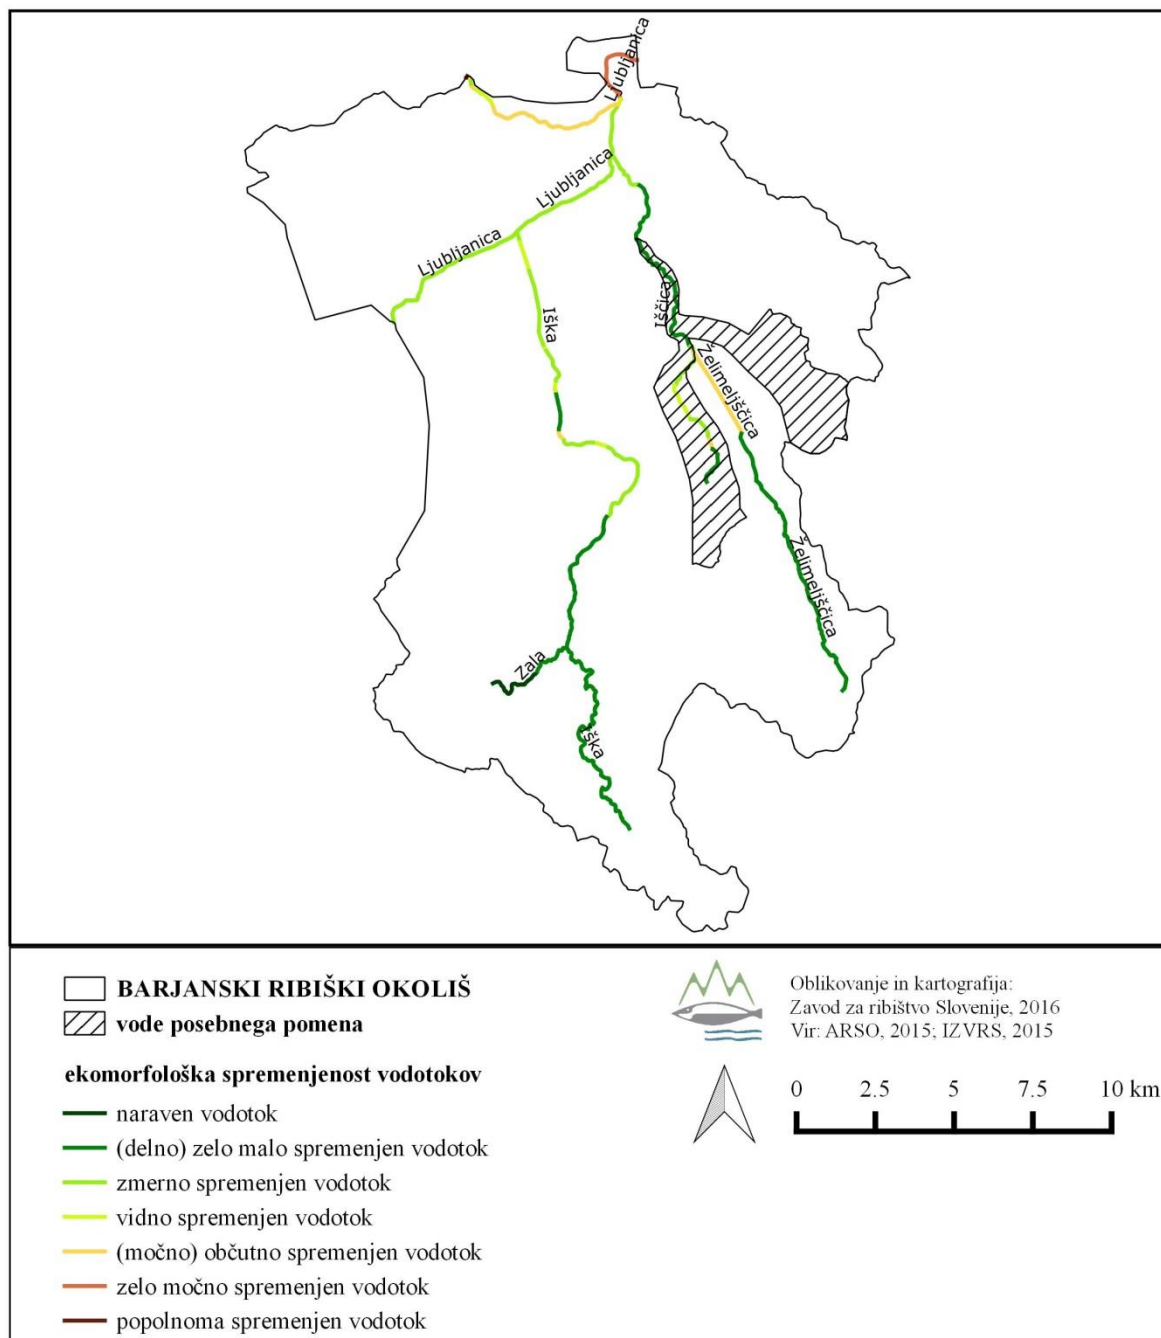 Ljubljanica
Ljubljanica
Ljubljanica
Iška
Iščica
Želimeljščica
Želimeljščica
Zala
Iška
BARJANSKI RIBIŠKI OKOLIŠ
vode posebnega pomena
ekomorfološka spremenjenost vodotokov
naraven vodotok
(delno) zelo malo spremenjen vodotok
zmerno spremenjen vodotok
vidno spremenjen vodotok
(močno) občutno spremenjen vodotok
zelo močno spremenjen vodotok
popolnoma spremenjen vodotok
Oblikovanje in kartografija:
Zavod za ribištvo Slovenije, 2016
Vir: ARSO, 2015; IZVRS, 2015
0 2.5 5 7.5 10 km